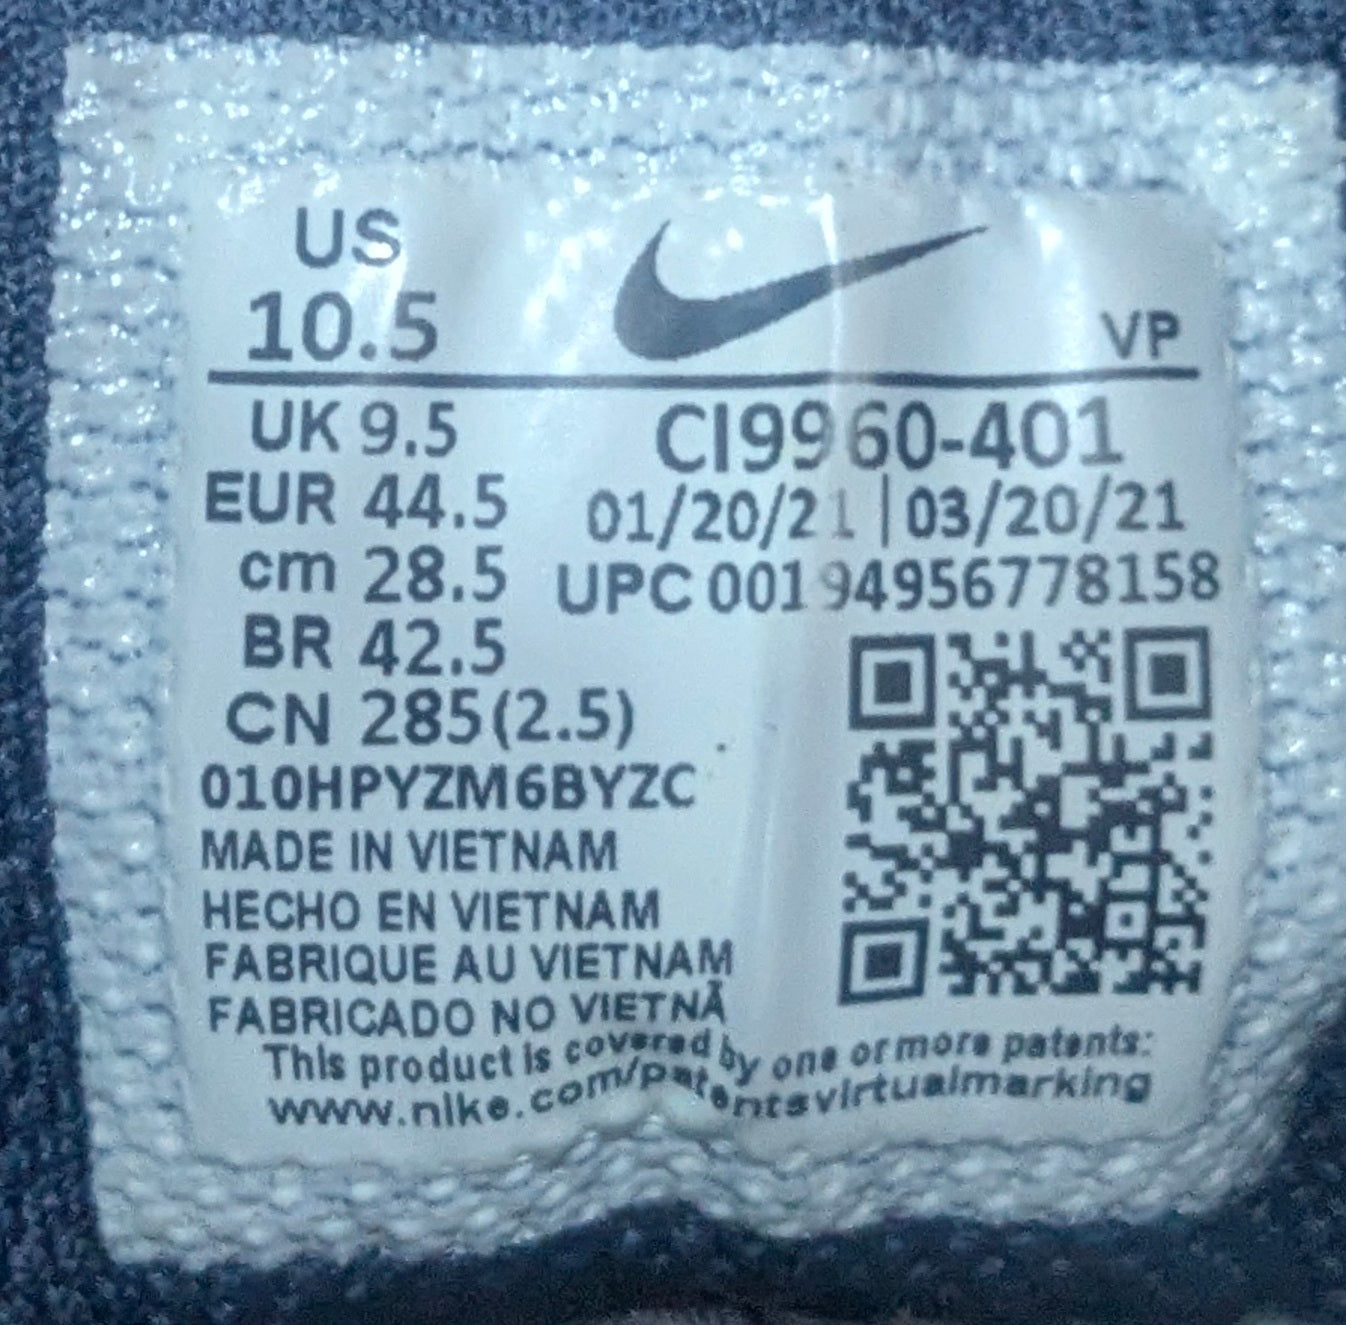 US
10.5
VP
UK 9.5
EUR 44.5
cm 28.5
BR 42.5
CN 285(2.5)
CI9960-401
01/20/21 | 03/20/21
UPC 00194956778158
010HPYZM6BYZC
MADE IN VIETNAM
HECHO EN VIETNAM
FABRIQUE AU VIETNAM
FABRICADO NO VIETNÃ
This product is covered by one or more patents:
www.nike.com/patentsvirtualmarking